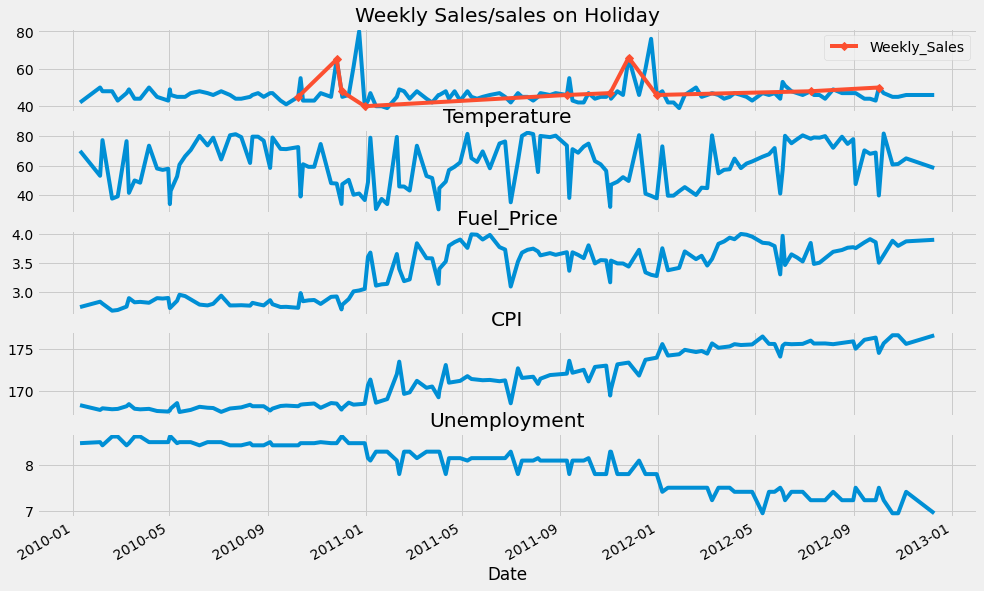 Weekly Sales/sales on Holiday
80
60
40
Weekly_Sales
Temperature
80
60
40
Fuel_Price
4.0
3.5
3.0
CPI
175
170
Unemployment
8
7
2010-01 2010-05 2010-09 2011-01 2011-05 2011-09 2012-01 2012-05 2012-09 2013-01
Date